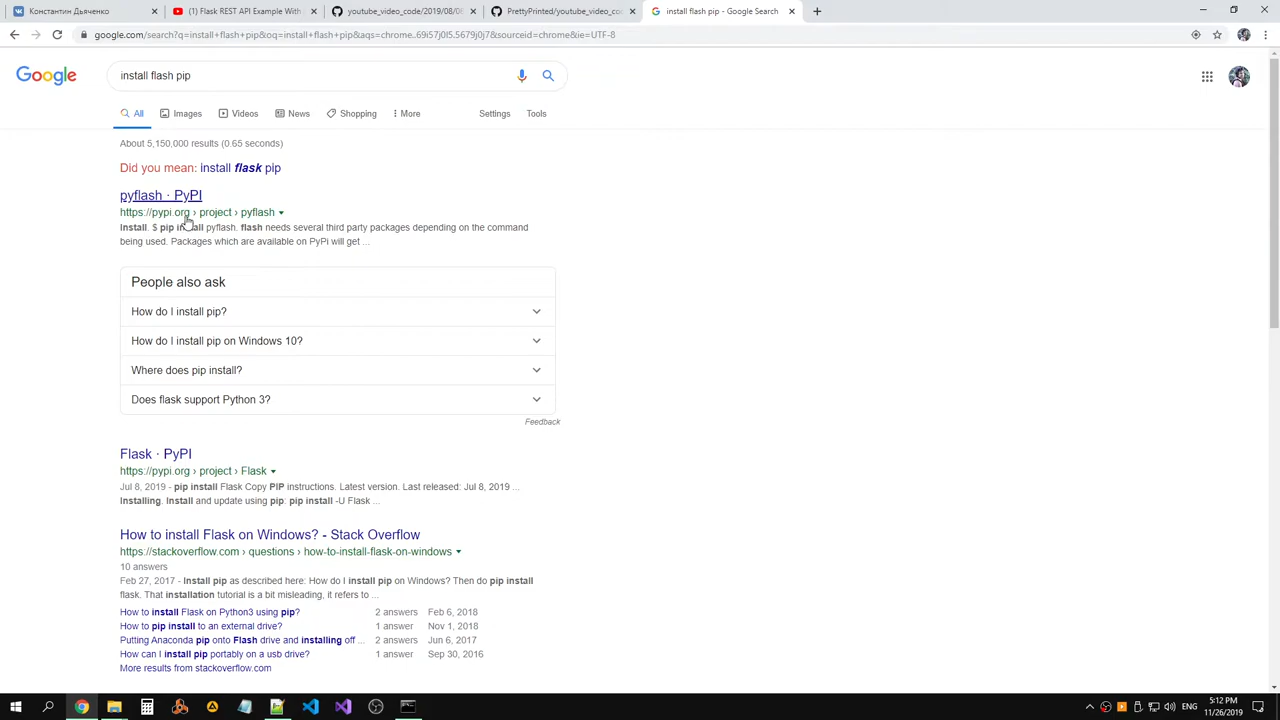 Константин Дьяченко
(1) Flask REST API Example With
youtube_video_code/2019/08/08
PrettyPrinted/youtube_video_co
install flash pip - Google Search
google.com/search?q=install+flash+pip&oq=install+flash+pip&aqs=chrome..69i57j0l5.5679j0j7&sourceid=chrome&ie=UTF-8
Google
install flash pip
All
Images
Videos
News
Shopping
More
Settings
Tools
About 5,150,000 results (0.65 seconds)
Did you mean: install flask pip
pyflash · PyPI
https://pypi.org › project › pyflash
Install. $ pip install pyflash. flash needs several third party packages depending on the command
being used. Packages which are available on PyPi will get ...
People also ask
How do I install pip?
How do I install pip on Windows 10?
Where does pip install?
Does flask support Python 3?
Feedback
Flask · PyPI
https://pypi.org › project › Flask
Jul 8, 2019 - pip install Flask Copy PIP instructions. Latest version. Last released: Jul 8, 2019 ...
Installing. Install and update using pip: pip install -U Flask ...
How to install Flask on Windows? - Stack Overflow
https://stackoverflow.com › questions › how-to-install-flask-on-windows
10 answers
Feb 27, 2017 - Install pip as described here: How do I install pip on Windows? Then do pip install
flask. That installation tutorial is a bit misleading, it refers to ...
How to install Flask on Python3 using pip? 2 answers Feb 6, 2018
How to pip install to an external drive? 1 answer Nov 1, 2018
Putting Anaconda pip onto Flash drive and installing off ... 2 answers Jun 6, 2017
How can I install pip portably on a usb drive? 1 answer Sep 30, 2016
More results from stackoverflow.com
ENG
5:12 PM
11/26/2019